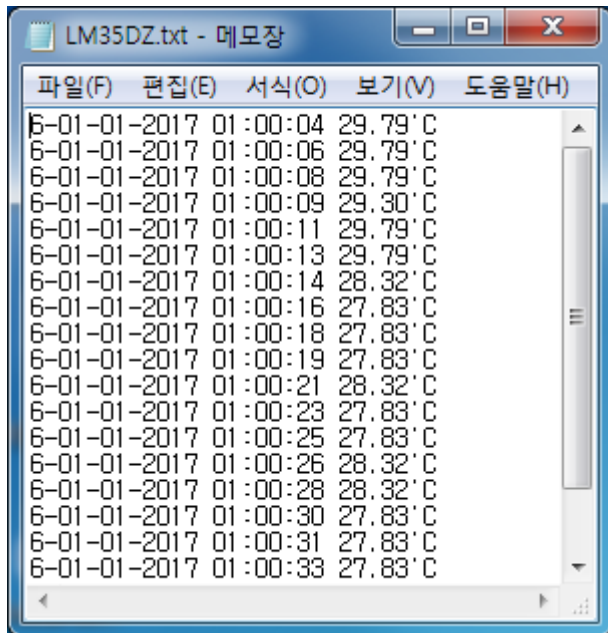 LM35DZ.txt - 메모장
파일(F) 편집(E) 서식(O) 보기(V) 도움말(H)
6-01-01-2017 01:00:04 29.79'C
6-01-01-2017 01:00:06 29.79'C
6-01-01-2017 01:00:08 29.79'C
6-01-01-2017 01:00:09 29.30'C
6-01-01-2017 01:00:11 29.79'C
6-01-01-2017 01:00:13 29.79'C
6-01-01-2017 01:00:14 28.32'C
6-01-01-2017 01:00:16 27.83'C
6-01-01-2017 01:00:18 27.83'C
6-01-01-2017 01:00:19 27.83'C
6-01-01-2017 01:00:21 28.32'C
6-01-01-2017 01:00:23 27.83'C
6-01-01-2017 01:00:25 27.83'C
6-01-01-2017 01:00:26 28.32'C
6-01-01-2017 01:00:28 28.32'C
6-01-01-2017 01:00:30 27.83'C
6-01-01-2017 01:00:31 27.83'C
6-01-01-2017 01:00:33 27.83'C